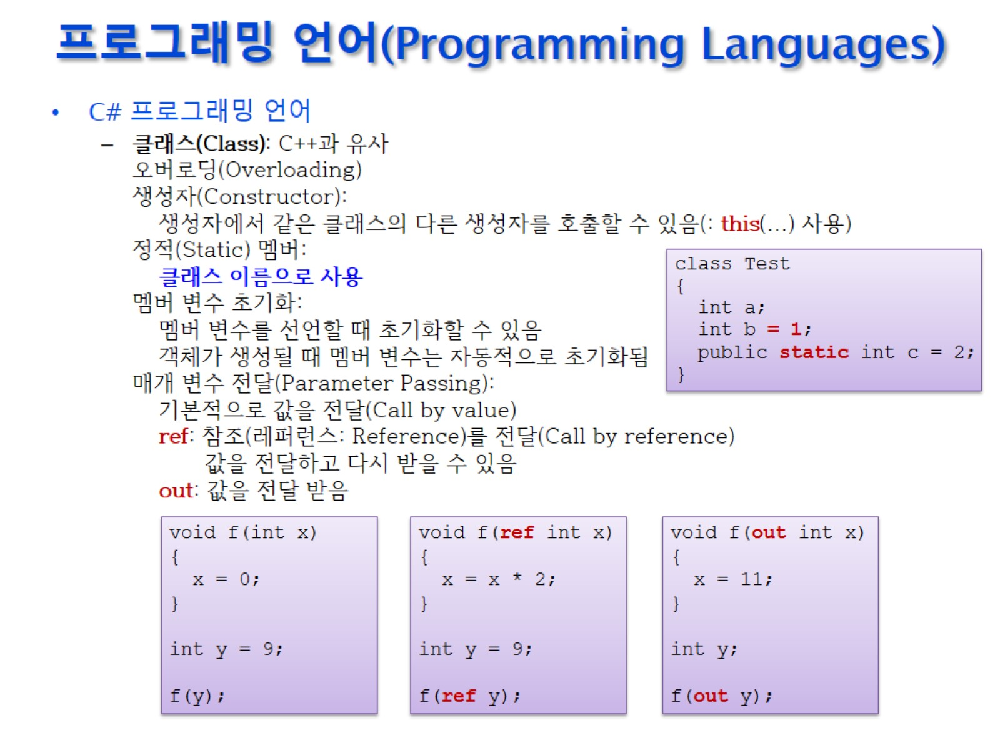 프로그래밍 언어(Programming Languages)
• C# 프로그래밍 언어
– 클래스(Class): C++과 유사
오버로딩(Overloading)
생성자(Constructor):
생성자에서 같은 클래스의 다른 생성자를 호출할 수 있음(: this(...) 사용)
정적(Static) 멤버:
클래스 이름으로 사용
멤버 변수 초기화:
멤버 변수를 선언할 때 초기화할 수 있음
객체가 생성될 때 멤버 변수는 자동적으로 초기화됨
매개 변수 전달(Parameter Passing):
기본적으로 값을 전달(Call by value)
ref: 참조(레퍼런스: Reference)를 전달(Call by reference)
값을 전달하고 다시 받을 수 있음
out: 값을 전달 받음
class Test
{
int a;
int b = 1;
public static int c = 2;
}
void f(int x)
{
x = 0;
}
int y = 9;
f(y);
void f(ref int x)
{
x = x * 2;
}
int y = 9;
f(ref y);
void f(out int x)
{
x = 11;
}
int y;
f(out y);